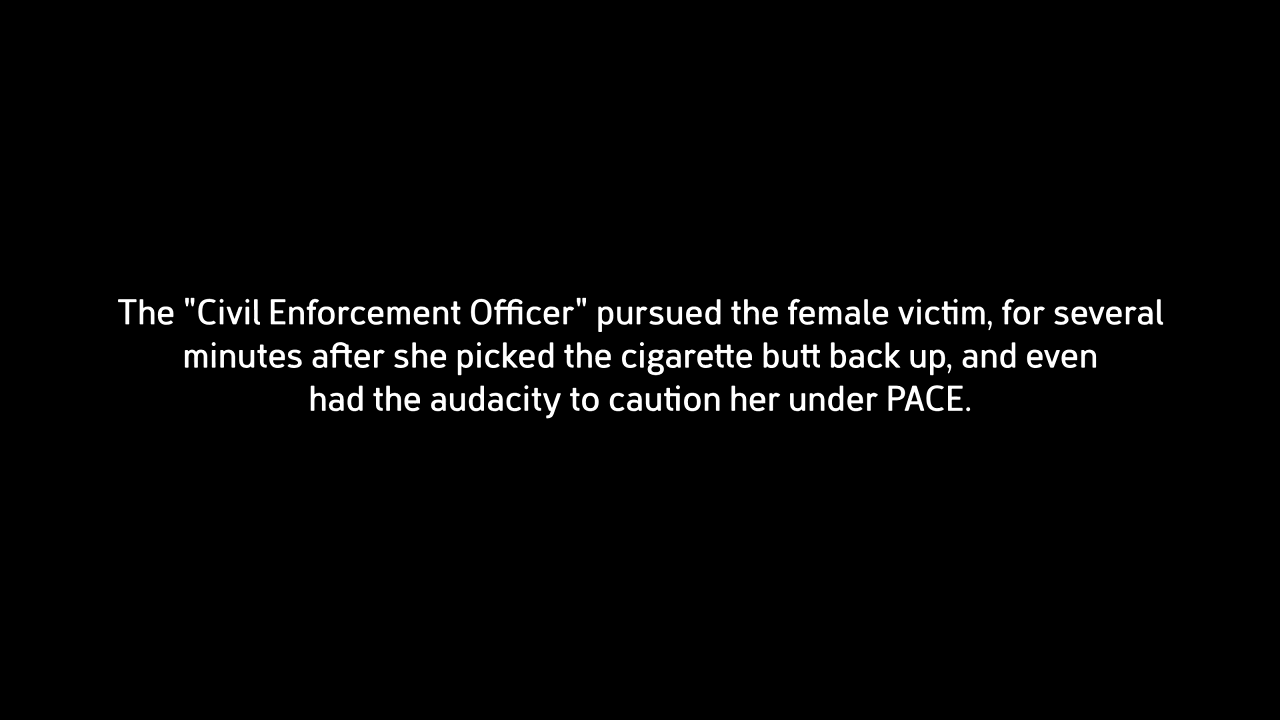 The "Civil Enforcement Officer" pursued the female victim, for several
minutes after she picked the cigarette butt back up, and even
had the audacity to caution her under PACE.